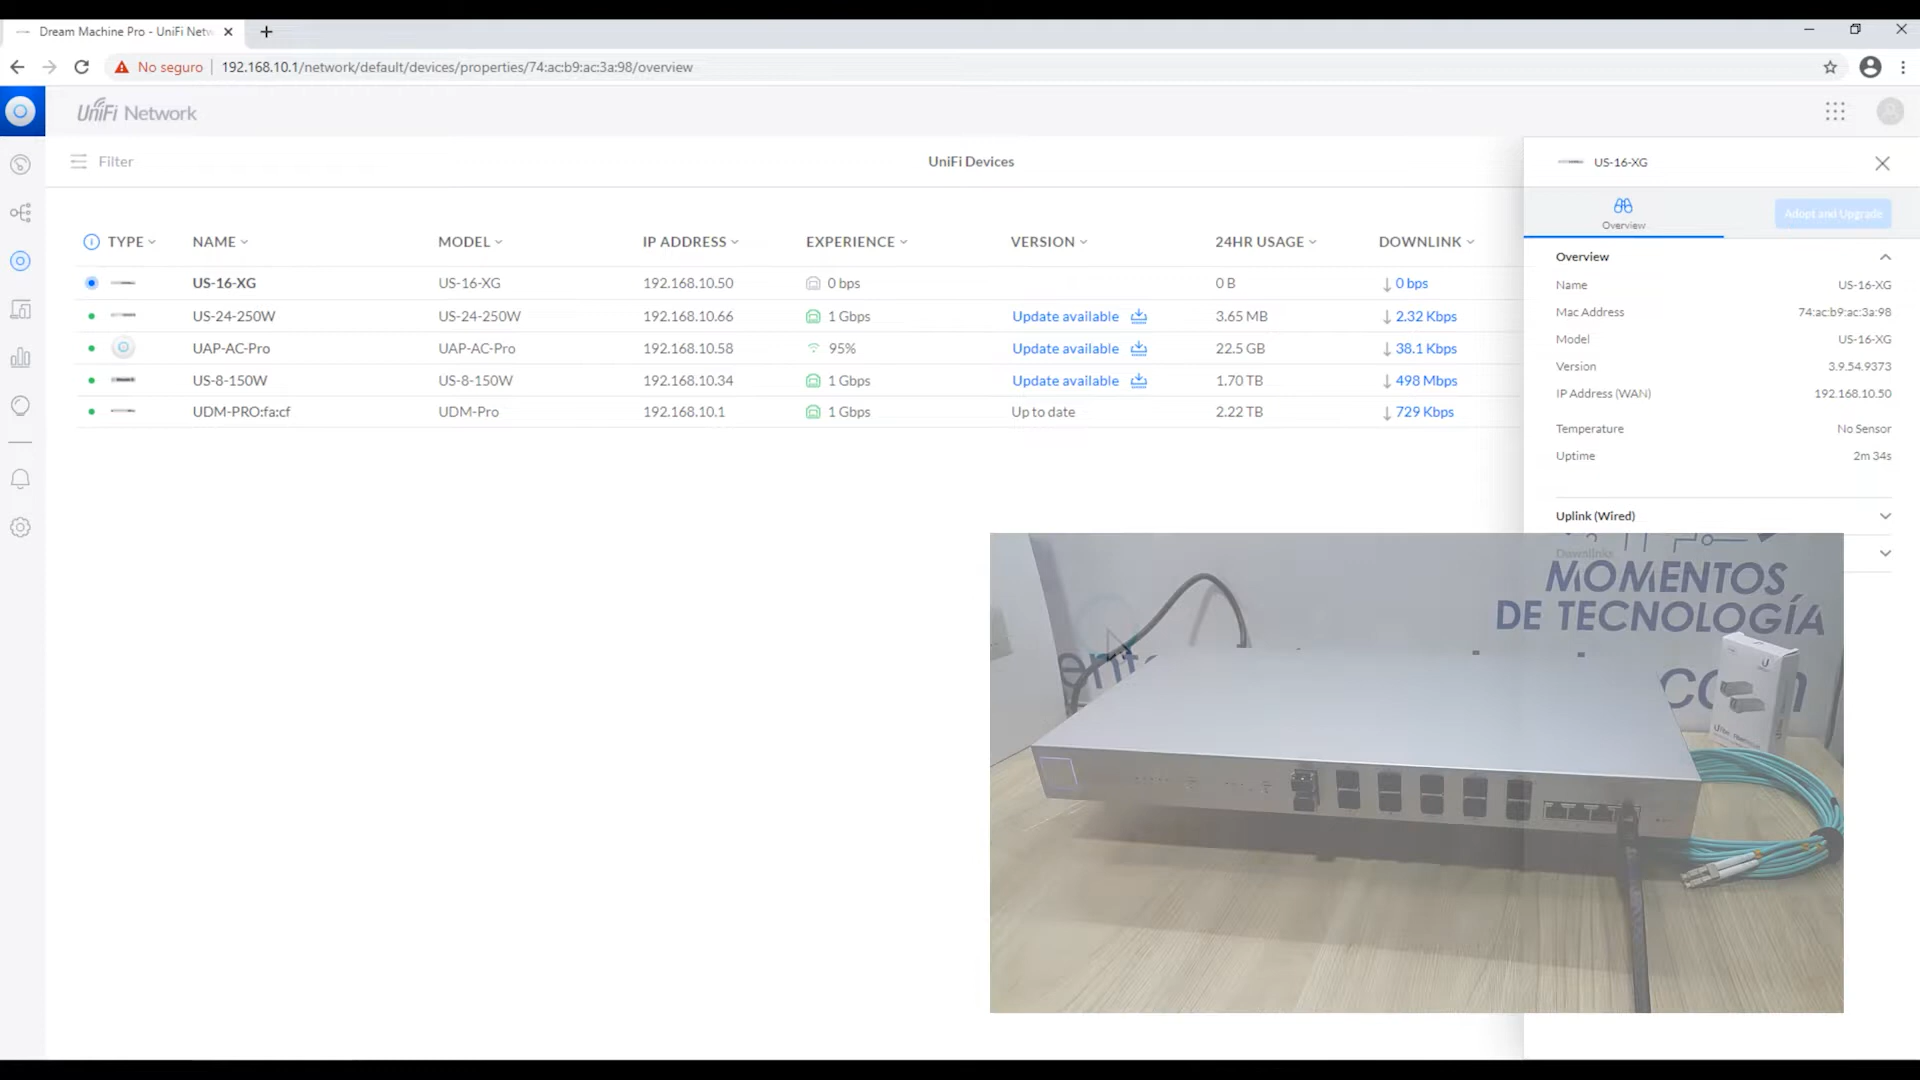 Dream Machine Pro - UniFi Netw
No seguro
192.168.10.1/network/default/devices/properties/74:ac:b9:ac:3a:98/overview
UniFi Network
Filter
UniFi Devices
TYPE NAME MODEL IP ADDRESS EXPERIENCE VERSION 24HR USAGE DOWNLINK
US-16-XG US-16-XG 192.168.10.50 0 bps 0 B 0 bps
US-24-250W US-24-250W 192.168.10.66 1 Gbps Update available 3.65 MB 2.32 Kbps
UAP-AC-Pro UAP-AC-Pro 192.168.10.58 95% Update available 22.5 GB 38.1 Kbps
US-8-150W US-8-150W 192.168.10.34 1 Gbps Update available 1.70 TB 498 Mbps
UDM-PRO:fa:cf UDM-Pro 192.168.10.1 1 Gbps Up to date 2.22 TB 729 Kbps
US-16-XG
Overview
Adopt and Upgrade
Overview
Name US-16-XG
Mac Address 74:ac:b9:ac:3a:98
Model US-16-XG
Version 3.9.54.9373
IP Address (WAN) 192.168.10.50
Temperature No Sensor
Uptime 2m 34s
Uplink (Wired)
Downlinks
MOMENTOS
DE TECNOLOGÍA